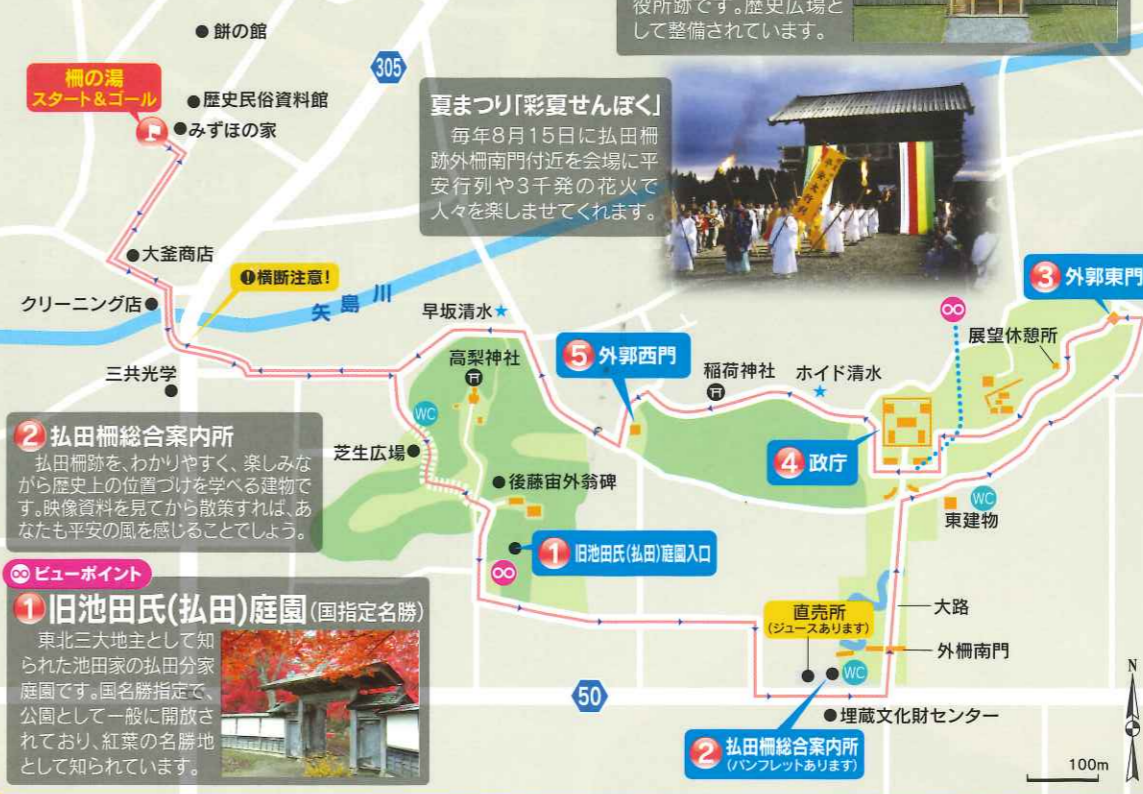 役所跡です。歴史広場と
して整備されています。
餅の館
305
柵の湯
スタート&ゴール
歴史民俗資料館
みずほの家
夏まつり「彩夏せんぼく」
毎年8月15日に払田柵
跡外柵南門付近を会場に平
安行列や3千発の花火で
人々を楽しませてくれます。
平安大行列
大釜商店
❶横断注意!
クリーニング店
矢島川
早坂清水
三共光学
高梨神社
5 外郭西門
稲荷神社
ホイド清水
展望休憩所
3 外郭東門
WC
芝生広場
4 政庁
後藤宙外翁碑
WC
東建物
1 旧池田氏(払田)庭園入口
2 払田柵総合案内所
払田柵跡を、わかりやすく、楽しみな
がら歴史上の位置づけを学べる建物で
す。映像資料を見てから散策すれば、あ
なたも平安の風を感じることでしょう。
ビューポイント
1 旧池田氏(払田)庭園(国指定名勝)
東北三大地主として知
られた池田家の払田分家
庭園です。国名勝指定で、
公園として一般に開放さ
れており、紅葉の名勝地
として知られています。
直売所
(ジュースあります)
大路
外柵南門
WC
50
埋蔵文化財センター
2 払田柵総合案内所
(パンフレットあります)
N
100m